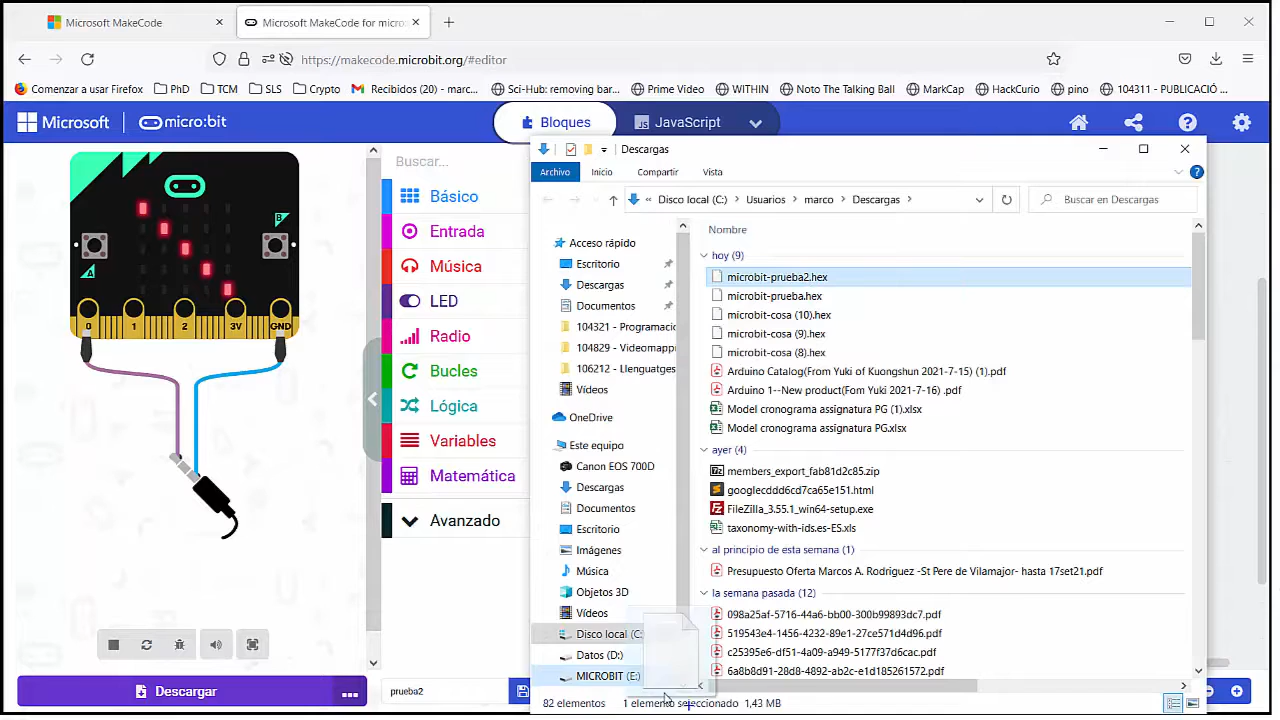 Microsoft MakeCode
Microsoft MakeCode for micro:
https://makecode.microbit.org/#editor
Comenzar a usar Firefox
PhD
TCM
SLS
Crypto
Recibidos (20) - marc...
Sci-Hub: removing bar...
Prime Video
WITHIN
Noto The Talking Ball
MarkCap
HackCurio
pino
104311 - PUBLICACIÓ ...
Microsoft
micro:bit
Bloques
JS JavaScript
A
B
0
1
2
3V
GND
Descargar
...
Buscar...
Básico
Entrada
Música
LED
Radio
Bucles
Lógica
Variables
Matemática
Avanzado
prueba2
Descargas
Archivo
Inicio
Compartir
Vista
« Disco local (C:) > Usuarios > marco > Descargas >
Buscar en Descargas
Acceso rápido
Escritorio
Descargas
Documentos
104321 - Programació
104829 - Videomapp
106212 - Llenguatges
Vídeos
OneDrive
Este equipo
Canon EOS 700D
Descargas
Documentos
Escritorio
Imágenes
Música
Objetos 3D
Vídeos
Disco local (C:
Datos (D:)
MICROBIT (E:)
Nombre
hoy (9)
microbit-prueba2.hex
microbit-prueba.hex
microbit-cosa (10).hex
microbit-cosa (9).hex
microbit-cosa (8).hex
Arduino Catalog(From Yuki of Kuongshun 2021-7-15) (1).pdf
Arduino 1--New product(Fom Yuki 2021-7-16) .pdf
Model cronograma assignatura PG (1).xlsx
Model cronograma assignatura PG.xlsx
ayer (4)
members_export_fab81d2c85.zip
googlecddd6cd7ca65e151.html
FileZilla_3.55.1_win64-setup.exe
taxonomy-with-ids.es-ES.xls
al principio de esta semana (1)
Presupuesto Oferta Marcos A. Rodriguez -St Pere de Vilamajor- hasta 17set21.pdf
la semana pasada (12)
098a25af-5716-44a6-bb00-300b99893dc7.pdf
519543e4-1456-4232-89e1-27ce571d4d96.pdf
c25395e6-df51-4a09-a949-5177f37d6cac.pdf
6a8b8d91-28d8-4892-ab2c-e1d185261572.pdf
82 elementos
1 elemento seleccionado 1,43 MB